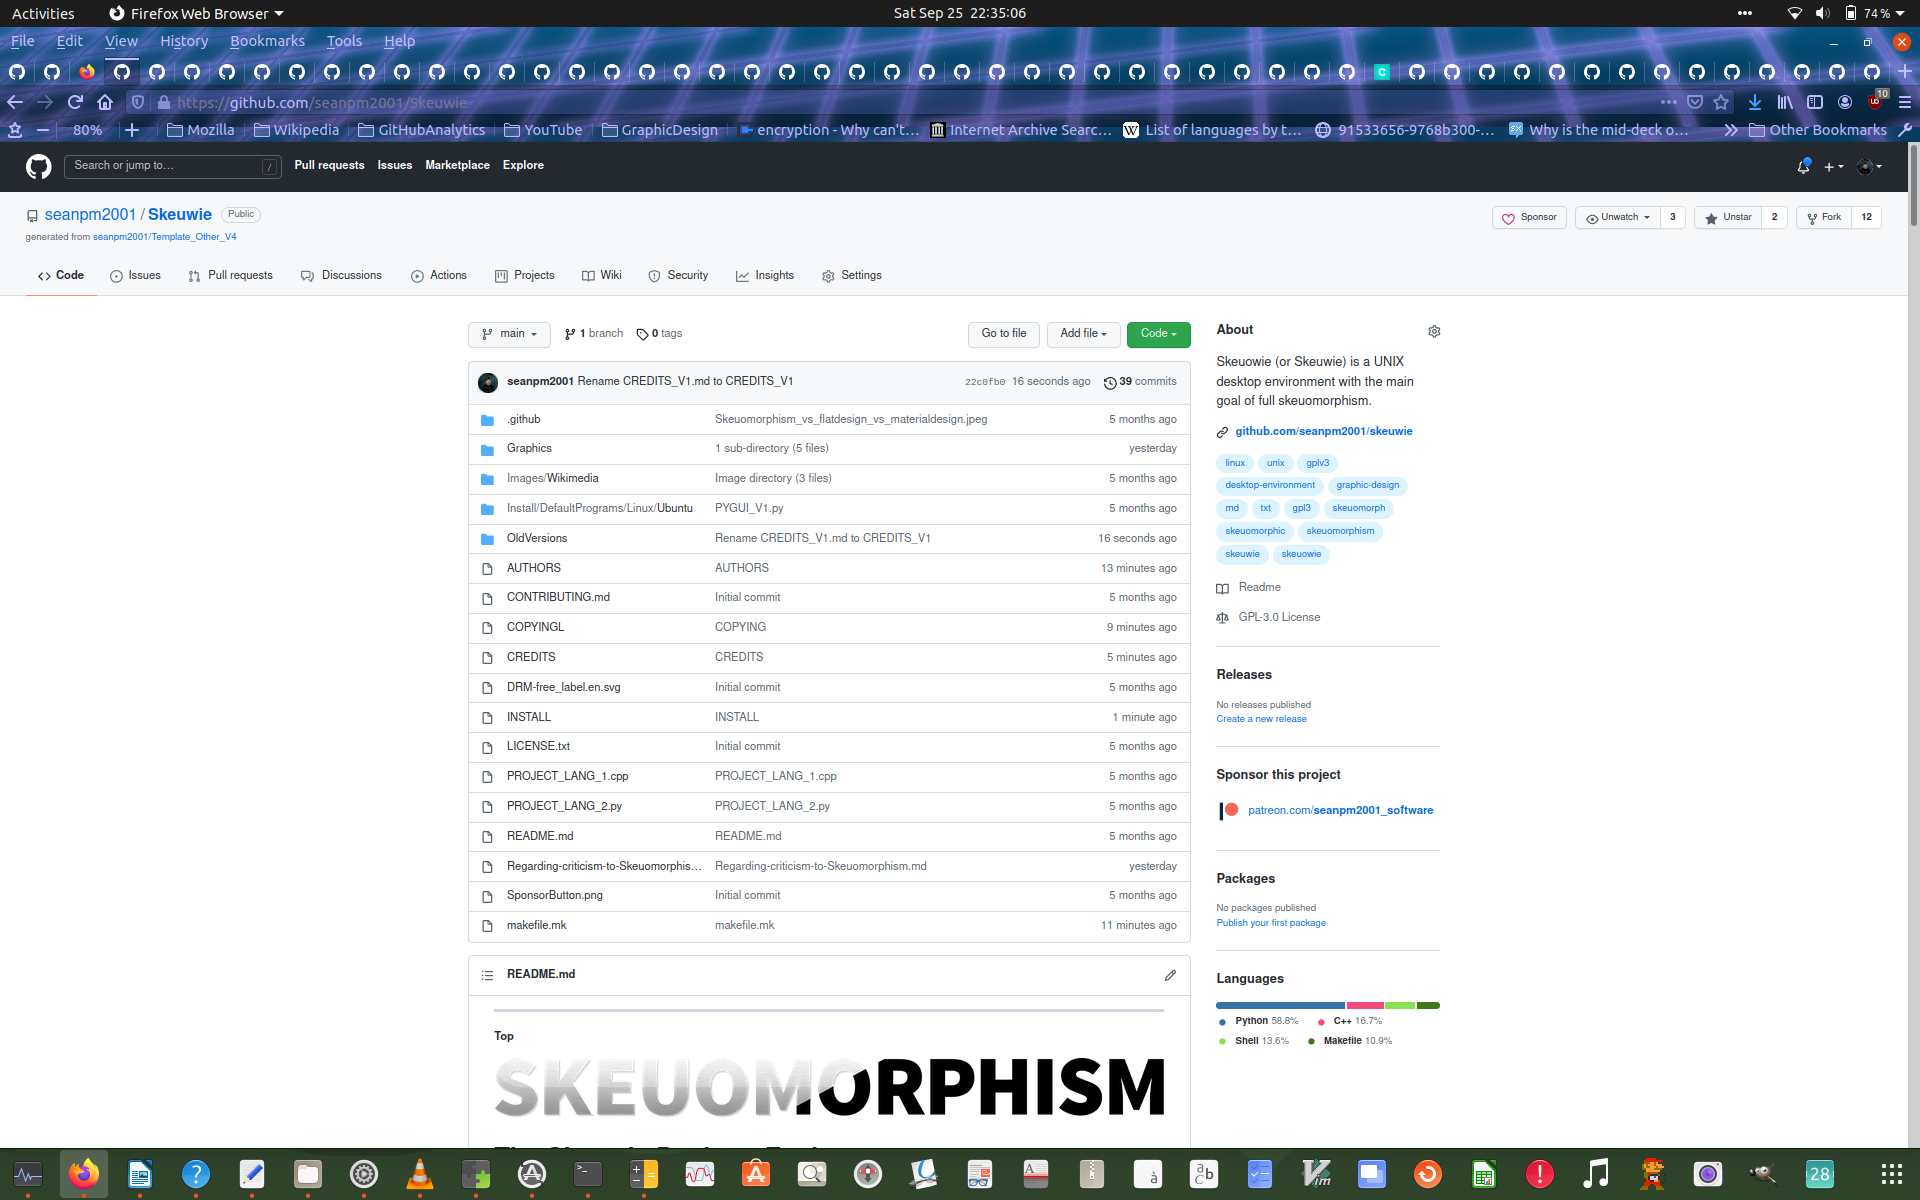 Activities Firefox Web Browser Sat Sep 25 22:35:06 74 %
File Edit View History Bookmarks Tools Help
https://github.com/seanpm2001/Skeuwie 10
80% Mozilla Wikipedia GitHubAnalytics YouTube GraphicDesign encryption - Why can't… Internet Archive Searc… List of languages by t… 91533656-9768b300-… Why is the mid-deck o… Other Bookmarks
Search or jump to… / Pull requests Issues Marketplace Explore
seanpm2001 / Skeuwie Public Sponsor Unwatch 3 Unstar 2 Fork 12
generated from seanpm2001/Template_Other_V4
Code Issues Pull requests Discussions Actions Projects Wiki Security Insights Settings
main 1 branch 0 tags Go to file Add file Code
seanpm2001 Rename CREDITS_V1.md to CREDITS_V1 22c0fb0 16 seconds ago 39 commits
.github Skeuomorphism_vs_flatdesign_vs_materialdesign.jpeg 5 months ago
Graphics 1 sub-directory (5 files) yesterday
Images/Wikimedia Image directory (3 files) 5 months ago
Install/DefaultPrograms/Linux/Ubuntu PYGUI_V1.py 5 months ago
OldVersions Rename CREDITS_V1.md to CREDITS_V1 16 seconds ago
AUTHORS AUTHORS 13 minutes ago
CONTRIBUTING.md Initial commit 5 months ago
COPYINGL COPYING 9 minutes ago
CREDITS CREDITS 5 minutes ago
DRM-free_label.en.svg Initial commit 5 months ago
INSTALL INSTALL 1 minute ago
LICENSE.txt Initial commit 5 months ago
PROJECT_LANG_1.cpp PROJECT_LANG_1.cpp 5 months ago
PROJECT_LANG_2.py PROJECT_LANG_2.py 5 months ago
README.md README.md 5 months ago
Regarding-criticism-to-Skeuomorphis… Regarding-criticism-to-Skeuomorphism.md yesterday
SponsorButton.png Initial commit 5 months ago
makefile.mk makefile.mk 11 minutes ago
README.md
Top
SKEUOMORPHISM
About
Skeuowie (or Skeuwie) is a UNIX
desktop environment with the main
goal of full skeuomorphism.
github.com/seanpm2001/skeuwie
linux unix gplv3
desktop-environment graphic-design
md txt gpl3 skeuomorph
skeuomorphic skeuomorphism
skeuwie skeuowie
Readme
GPL-3.0 License
Releases
No releases published
Create a new release
Sponsor this project
patreon.com/seanpm2001_software
Packages
No packages published
Publish your first package
Languages
Python 58.8% C++ 16.7%
Shell 13.6% Makefile 10.9%
28